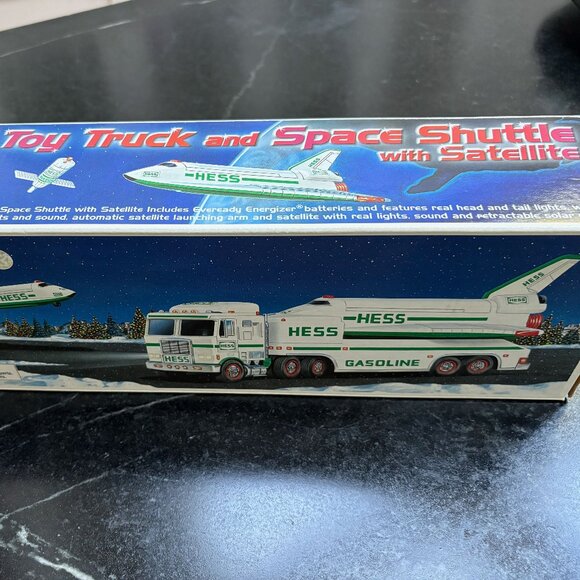 Toy Truck and Space Shuttle
with Satellite
HESS
Space Shuttle with Satellite Includes Eveready Energizer® batteries and features real head and tail lights,
and sound, automatic satellite launching arm and satellite with real lights, sound and retractable solar
HESS
HESS
HESS
HESS
HESS
HESS
GASOLINE